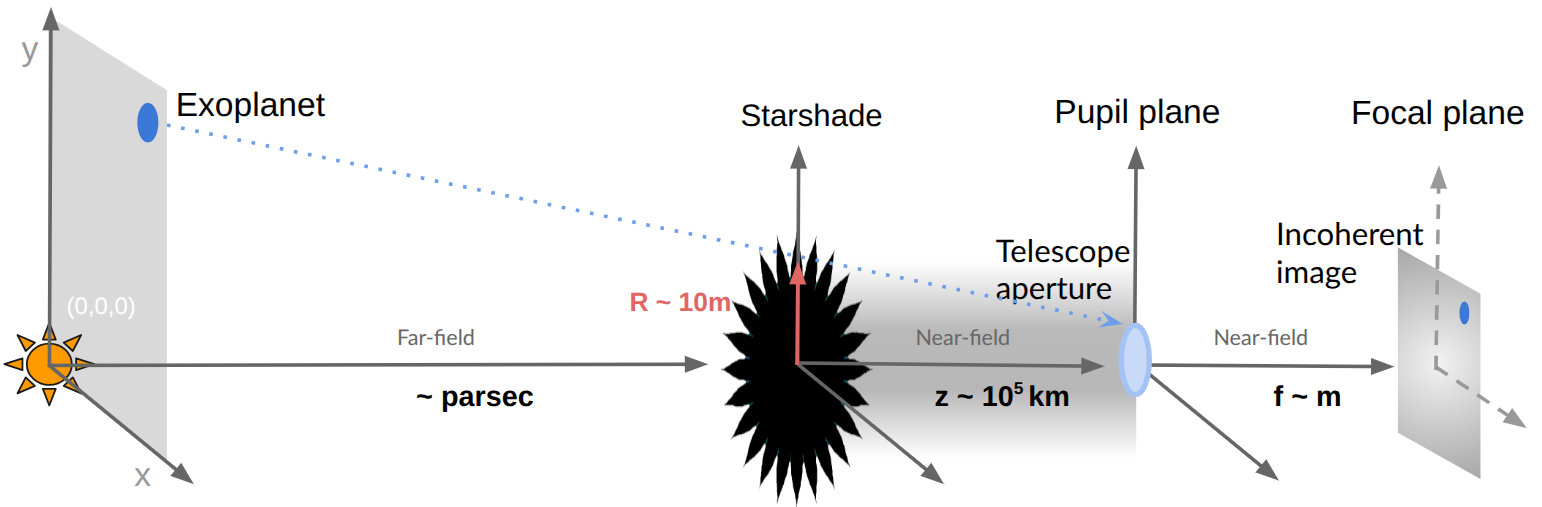 y
Exoplanet
Starshade
Pupil plane
Focal plane
Telescope
aperture
Incoherent
image
(0,0,0)
R ~ 10m
Far-field
Near-field
Near-field
~ parsec
z ~ 10⁵ km
f ~ m
x